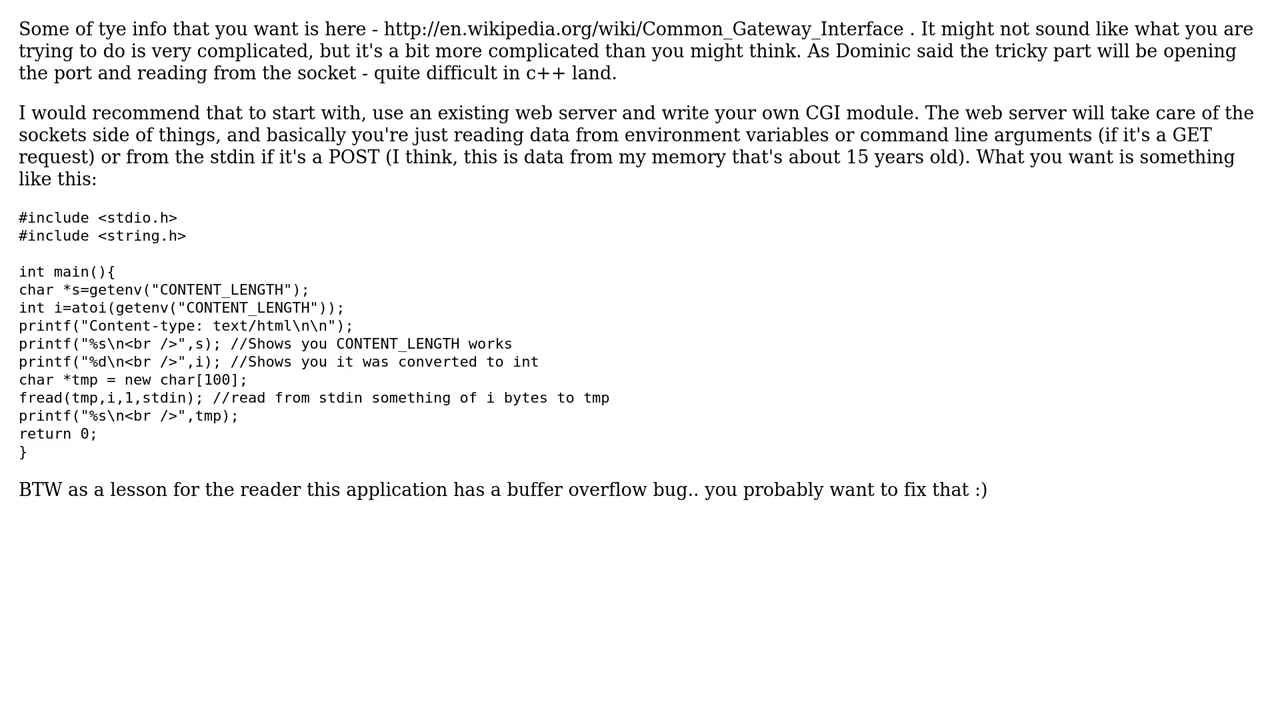 Some of tye info that you want is here - http://en.wikipedia.org/wiki/Common_Gateway_Interface . It might not sound like what you are
trying to do is very complicated, but it's a bit more complicated than you might think. As Dominic said the tricky part will be opening
the port and reading from the socket - quite difficult in c++ land.
I would recommend that to start with, use an existing web server and write your own CGI module. The web server will take care of the
sockets side of things, and basically you're just reading data from environment variables or command line arguments (if it's a GET
request) or from the stdin if it's a POST (I think, this is data from my memory that's about 15 years old). What you want is something
like this:
#include <stdio.h>
#include <string.h>
int main(){
char *s=getenv("CONTENT_LENGTH");
int i=atoi(getenv("CONTENT_LENGTH"));
printf("Content-type: text/html\n\n");
printf("%s\n<br />",s); //Shows you CONTENT_LENGTH works
printf("%d\n<br />",i); //Shows you it was converted to int
char *tmp = new char[100];
fread(tmp,i,1,stdin); //read from stdin something of i bytes to tmp
printf("%s\n<br />",tmp);
return 0;
}
BTW as a lesson for the reader this application has a buffer overflow bug.. you probably want to fix that :)